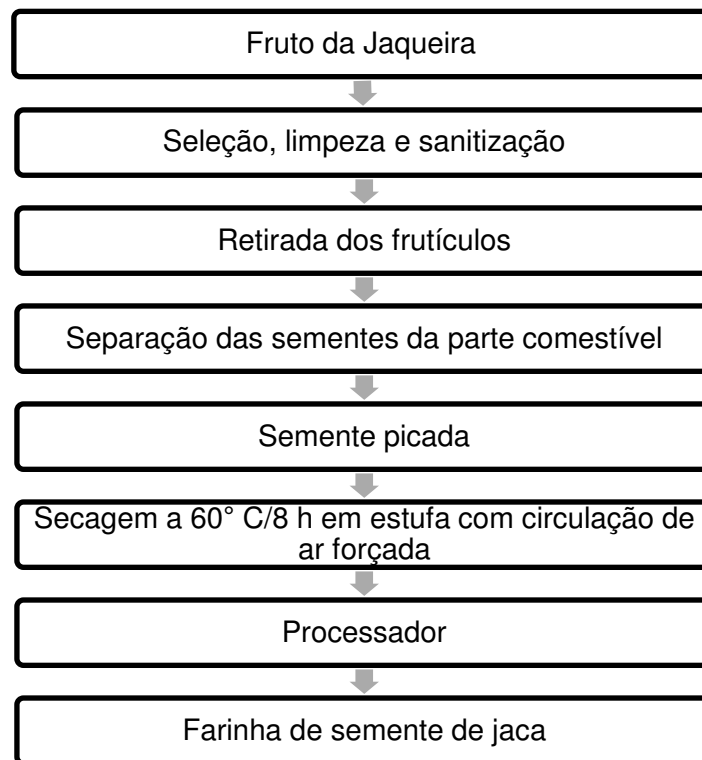 Fruto da Jaqueira
Seleção, limpeza e sanitização
Retirada dos frutículos
Separação das sementes da parte comestível
Semente picada
Secagem a 60° C/8 h em estufa com circulação de
ar forçada
Processador
Farinha de semente de jaca